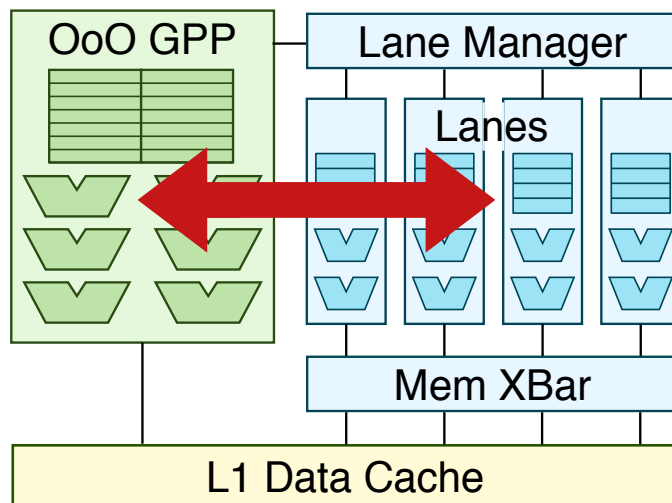 OoO GPP
Lane Manager
Lanes
Mem XBar
L1 Data Cache